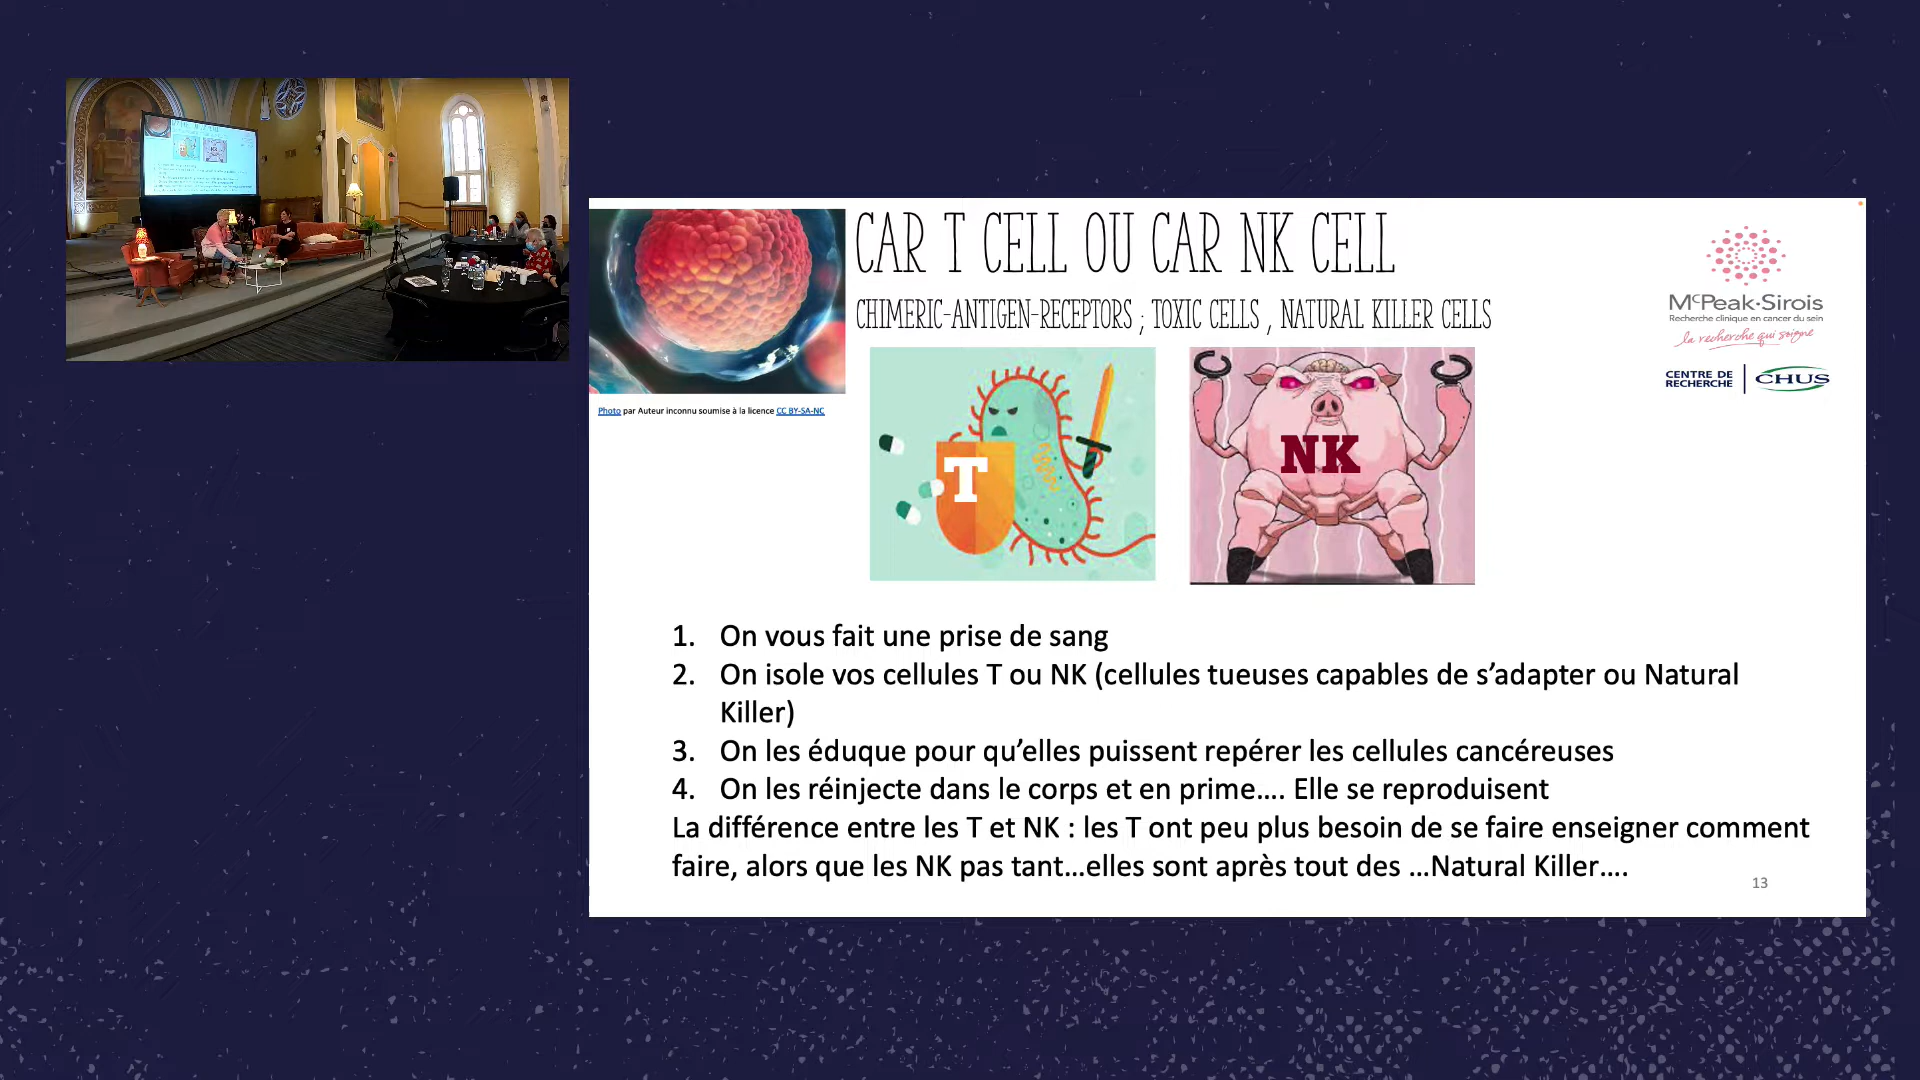 CAR T CELL OU CAR NK CELL
CHIMERIC-ANTIGEN-RECEPTORS ; TOXIC CELLS , NATURAL KILLER CELLS
McPeak·Sirois
Recherche clinique en cancer du sein
la recherche qui soigne
CENTRE DE
RECHERCHE
CHUS
T
NK
Photo par Auteur inconnu soumise à la licence CC BY-SA-NC
1. On vous fait une prise de sang
2. On isole vos cellules T ou NK (cellules tueuses capables de s’adapter ou Natural
Killer)
3. On les éduque pour qu’elles puissent repérer les cellules cancéreuses
4. On les réinjecte dans le corps et en prime…. Elle se reproduisent
La différence entre les T et NK : les T ont peu plus besoin de se faire enseigner comment
faire, alors que les NK pas tant…elles sont après tout des …Natural Killer….
13